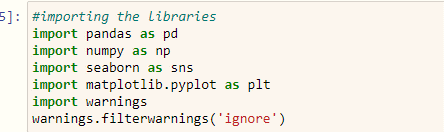 5]: #importing the libraries
import pandas as pd
import numpy as np
import seaborn as sns
import matplotlib.pyplot as plt
import warnings
warnings.filterwarnings('ignore')